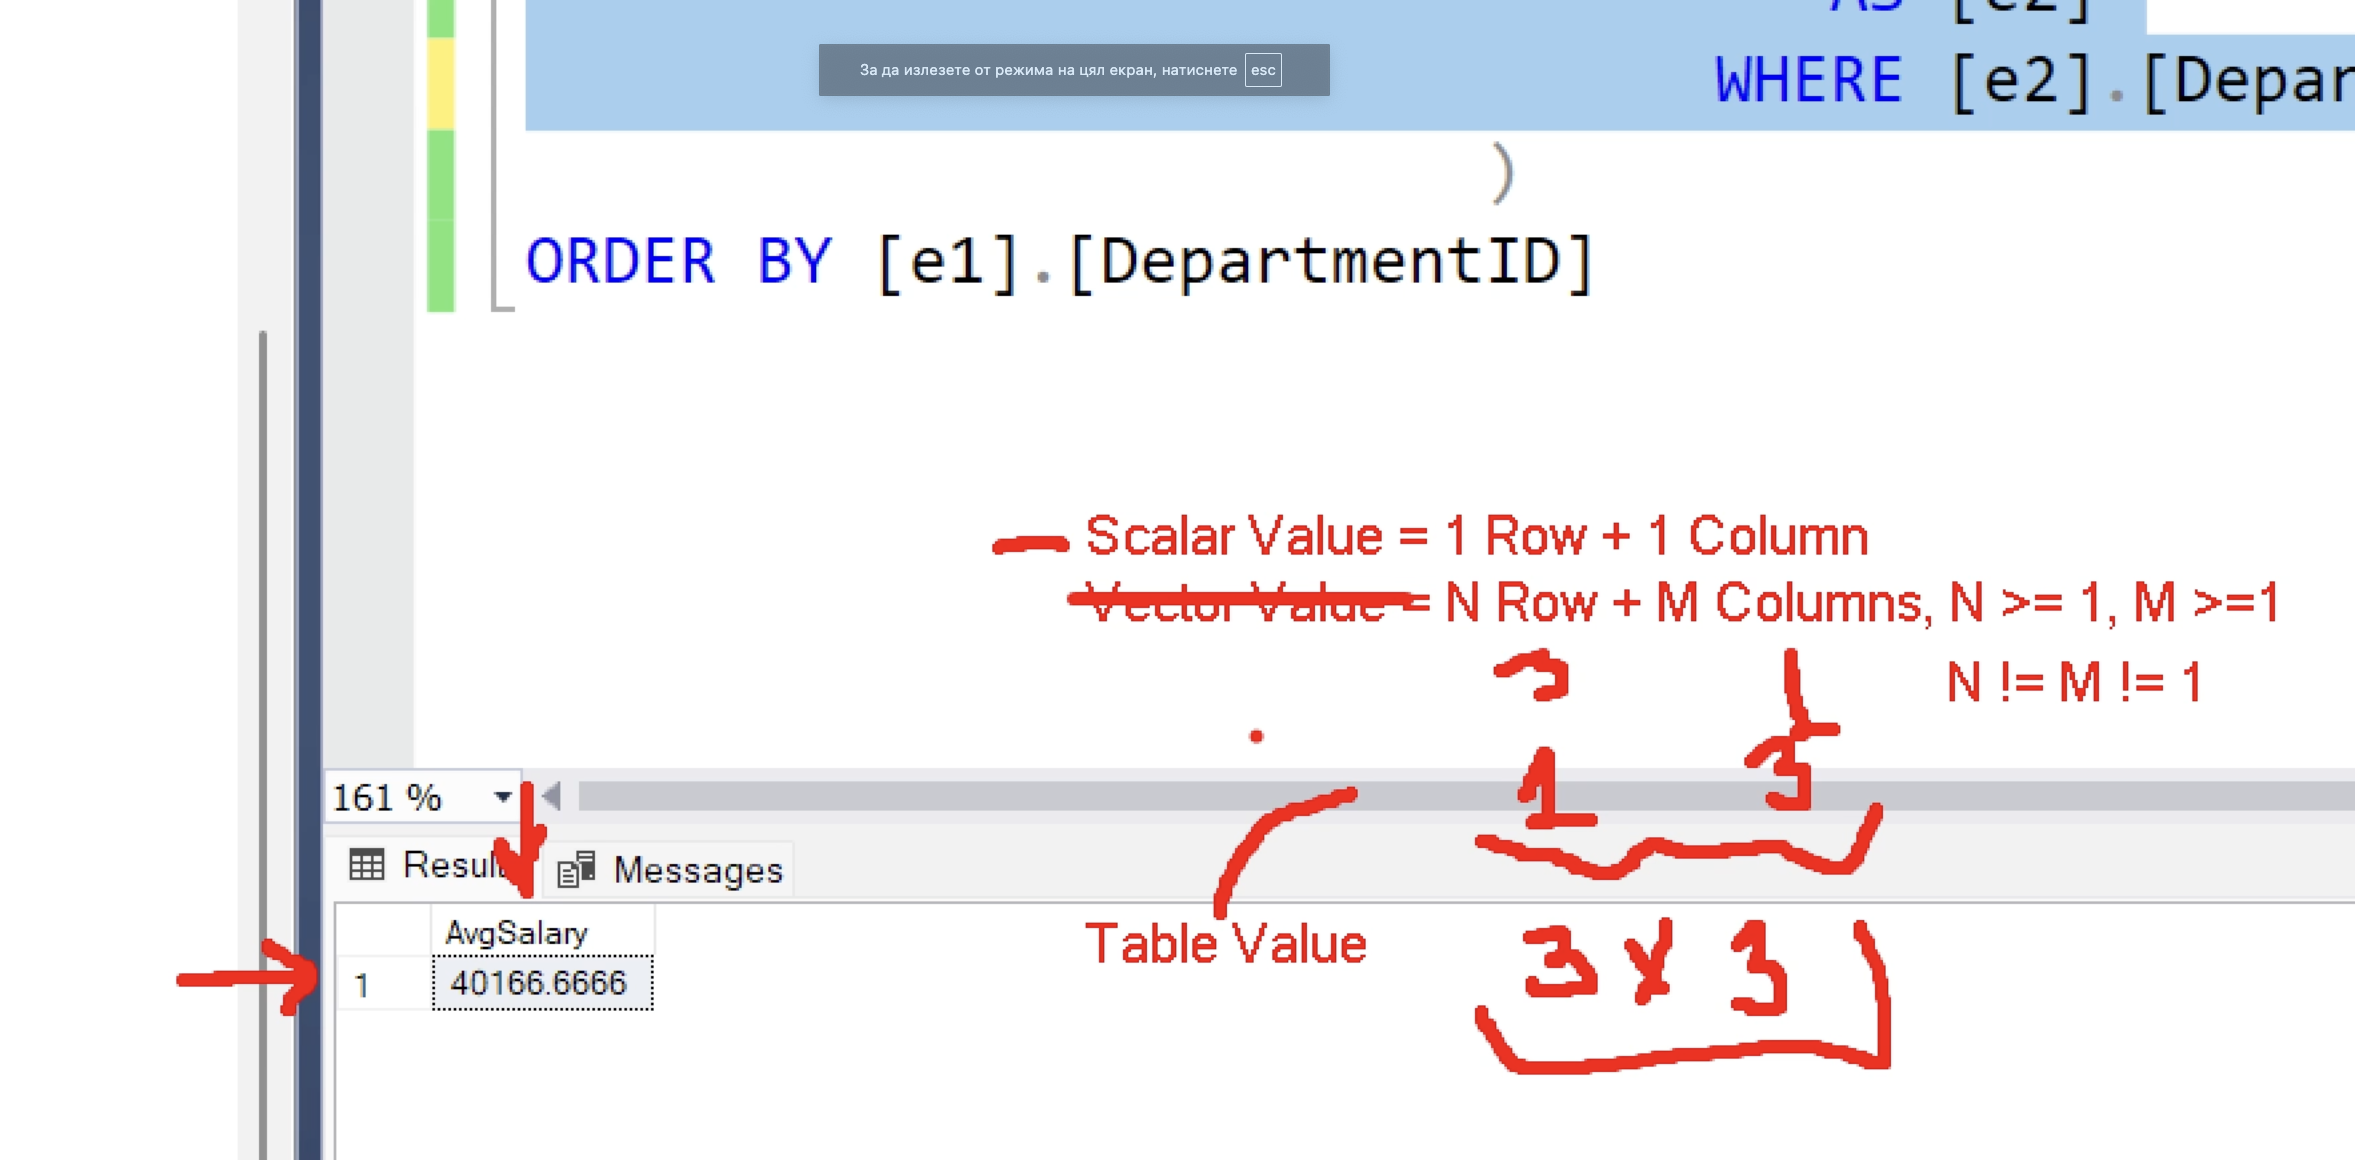 AS [e2]
За да излезете от режима на цял екран, натиснете esc
WHERE [e2].[Depar
)
ORDER BY [e1].[DepartmentID]
Scalar Value = 1 Row + 1 Column
Vector Value = N Row + M Columns, N >= 1, M >=1
N != M != 1
3 1
1 3
161 %
Messages
Table Value
3 x 3
AvgSalary
1 40166.6666